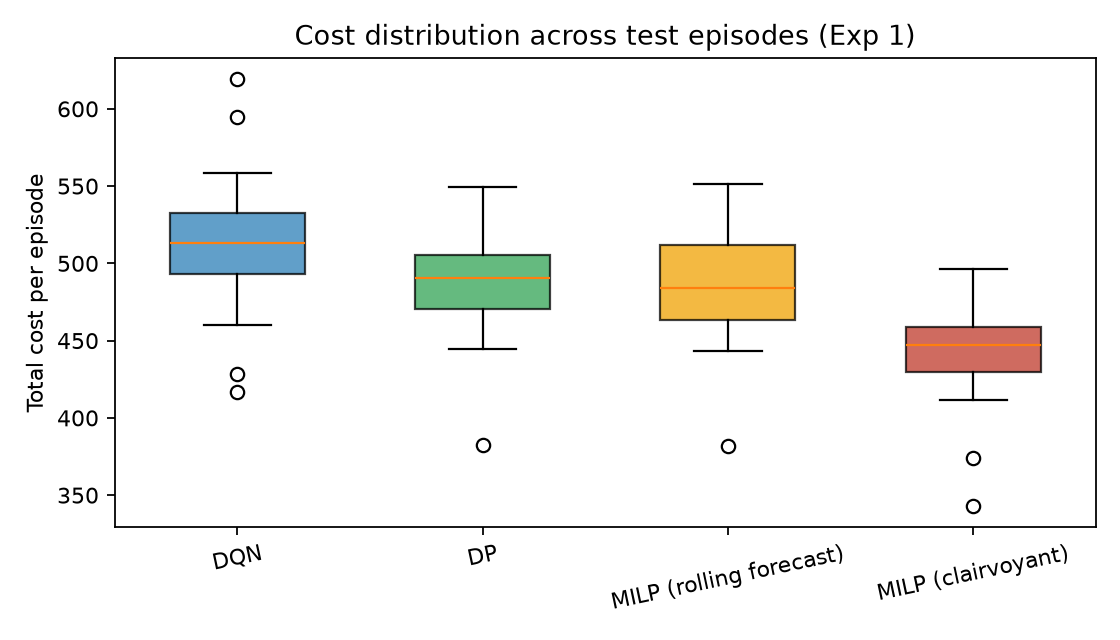 Cost distribution across test episodes (Exp 1)
Total cost per episode
600
550
500
450
400
350
DQN
DP
MILP (rolling forecast)
MILP (clairvoyant)